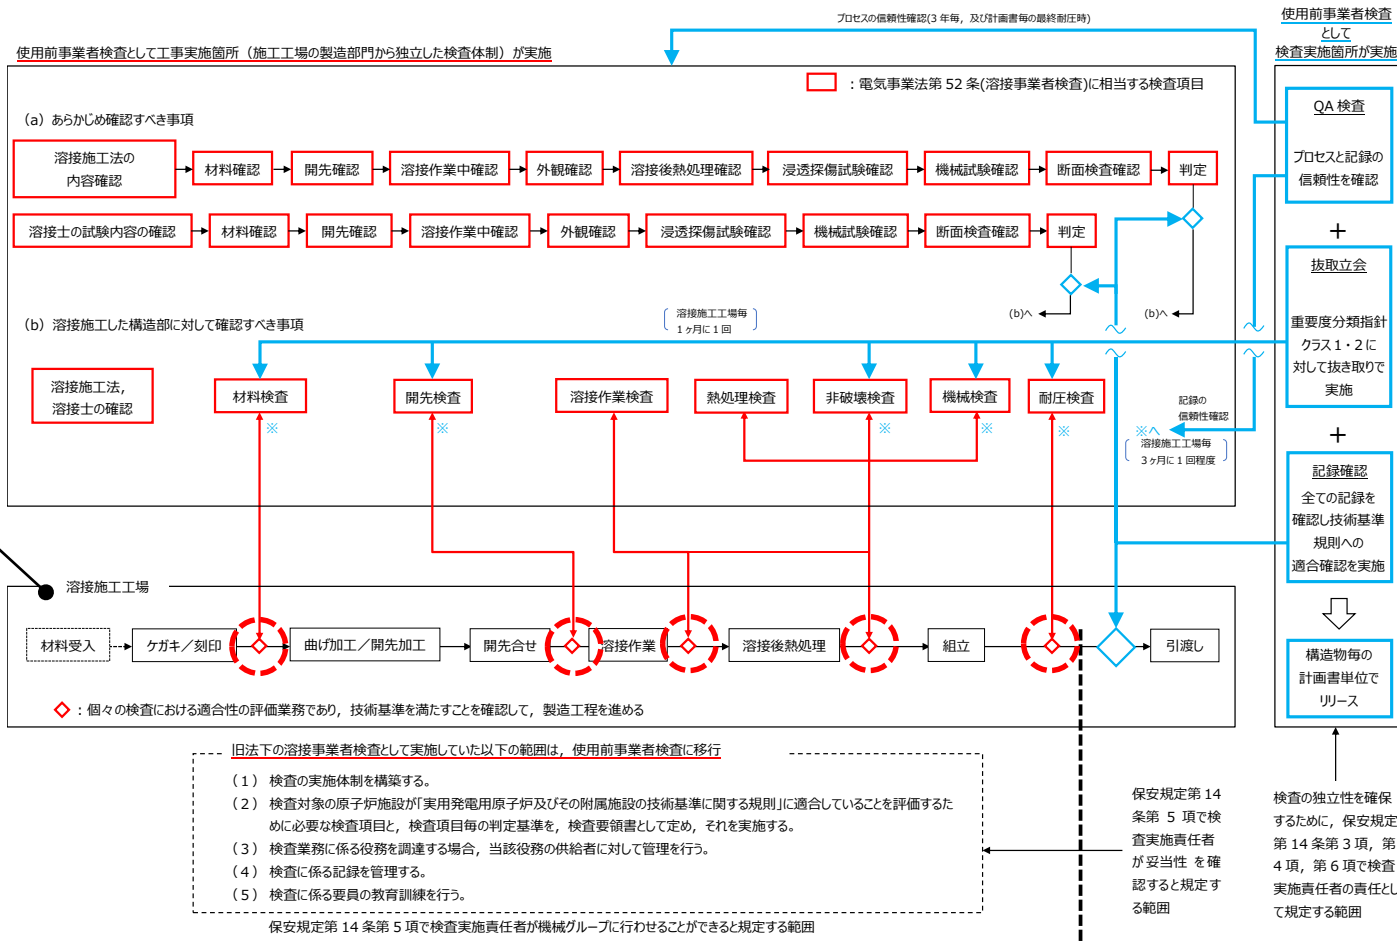 プロセスの信頼性確認(3年毎，及び計画書毎の最終耐圧時)
使用前事業者検査
として
検査実施箇所が実施
使用前事業者検査として工事実施箇所（施工工場の製造部門から独立した検査体制）が実施
：電気事業法第52条(溶接事業者検査)に相当する検査項目
(a) あらかじめ確認すべき事項
溶接施工法の
内容確認
材料確認
開先確認
溶接作業中確認
外観確認
溶接後熱処理確認
浸透探傷試験確認
機械試験確認
断面検査確認
判定
溶接士の試験内容の確認
材料確認
開先確認
溶接作業中確認
外観確認
浸透探傷試験確認
機械試験確認
断面検査確認
判定
(b)へ
(b)へ
QA 検査
プロセスと記録の
信頼性を確認
＋
抜取立会
重要度分類指針
クラス1・2に
対して抜き取りで
実施
＋
記録確認
全ての記録を
確認し技術基準
規則への
適合確認を実施
構造物毎の
計画書単位で
リリース
(b) 溶接施工した構造部に対して確認すべき事項
溶接施工工場毎
1ヶ月に1回
溶接施工法，
溶接士の確認
材料検査
※
開先検査
※
溶接作業検査
熱処理検査
非破壊検査
※
機械検査
※
耐圧検査
※
記録の
信頼性確認
※へ
溶接施工工場毎
3ヶ月に1回程度
溶接施工工場
材料受入
ケガキ／刻印
曲げ加工／開先加工
開先合せ
溶接作業
溶接後熱処理
組立
引渡し
：個々の検査における適合性の評価業務であり，技術基準を満たすことを確認して，製造工程を進める
旧法下の溶接事業者検査として実施していた以下の範囲は，使用前事業者検査に移行
（1） 検査の実施体制を構築する。
（2） 検査対象の原子炉施設が「実用発電用原子炉及びその附属施設の技術基準に関する規則」に適合していることを評価するた
めに必要な検査項目と，検査項目毎の判定基準を，検査要領書として定め，それを実施する。
（3） 検査業務に係る役務を調達する場合，当該役務の供給者に対して管理を行う。
（4） 検査に係る記録を管理する。
（5） 検査に係る要員の教育訓練を行う。
保安規定第14条第5項で検査実施責任者が機械グループに行わせることができると規定する範囲
保安規定第14
条第 5 項で検
査実施責任者
が妥当性 を確
認すると規定す
る範囲
検査の独立性を確保
するために，保安規定
第14条第3項，第
4項，第6項で検査
実施責任者の責任とし
て規定する範囲